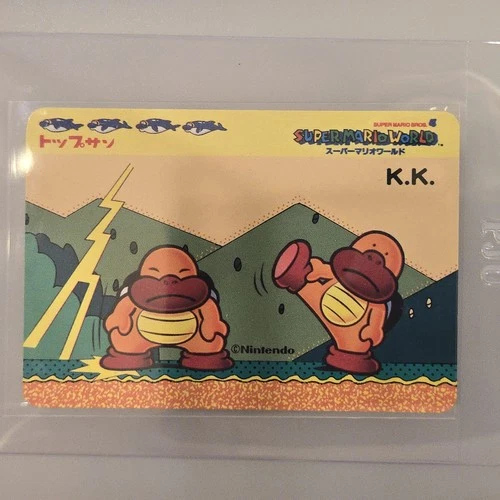 トップサン
SUPER MARIO BROS. 4
SUPER MARIO WORLD™
スーパーマリオワールド
K.K.
©Nintendo